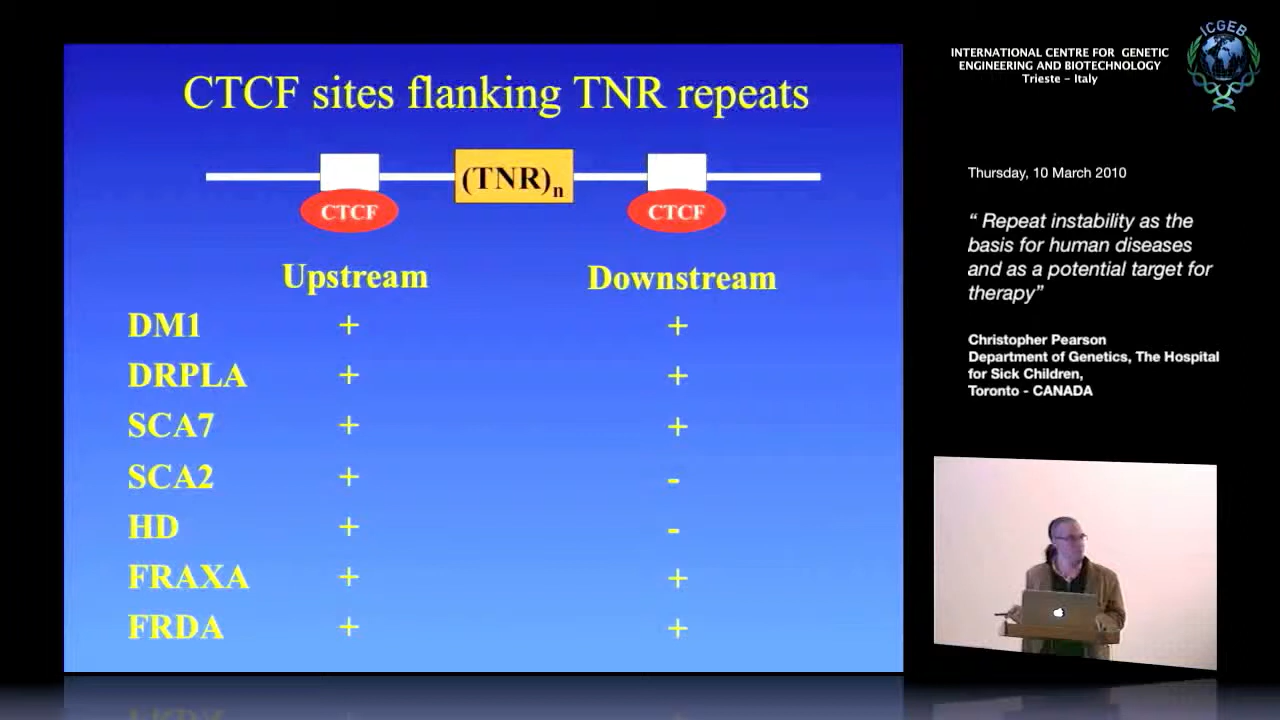 CTCF sites flanking TNR repeats
(TNR)n
CTCF CTCF
Upstream Downstream
DM1 + +
DRPLA + +
SCA7 + +
SCA2 + -
HD + -
FRAXA + +
FRDA + +
ICGEB
INTERNATIONAL CENTRE FOR GENETIC
ENGINEERING AND BIOTECHNOLOGY
Trieste - Italy
Thursday, 10 March 2010
“ Repeat instability as the
basis for human diseases
and as a potential target for
therapy”
Christopher Pearson
Department of Genetics, The Hospital
for Sick Children,
Toronto - CANADA